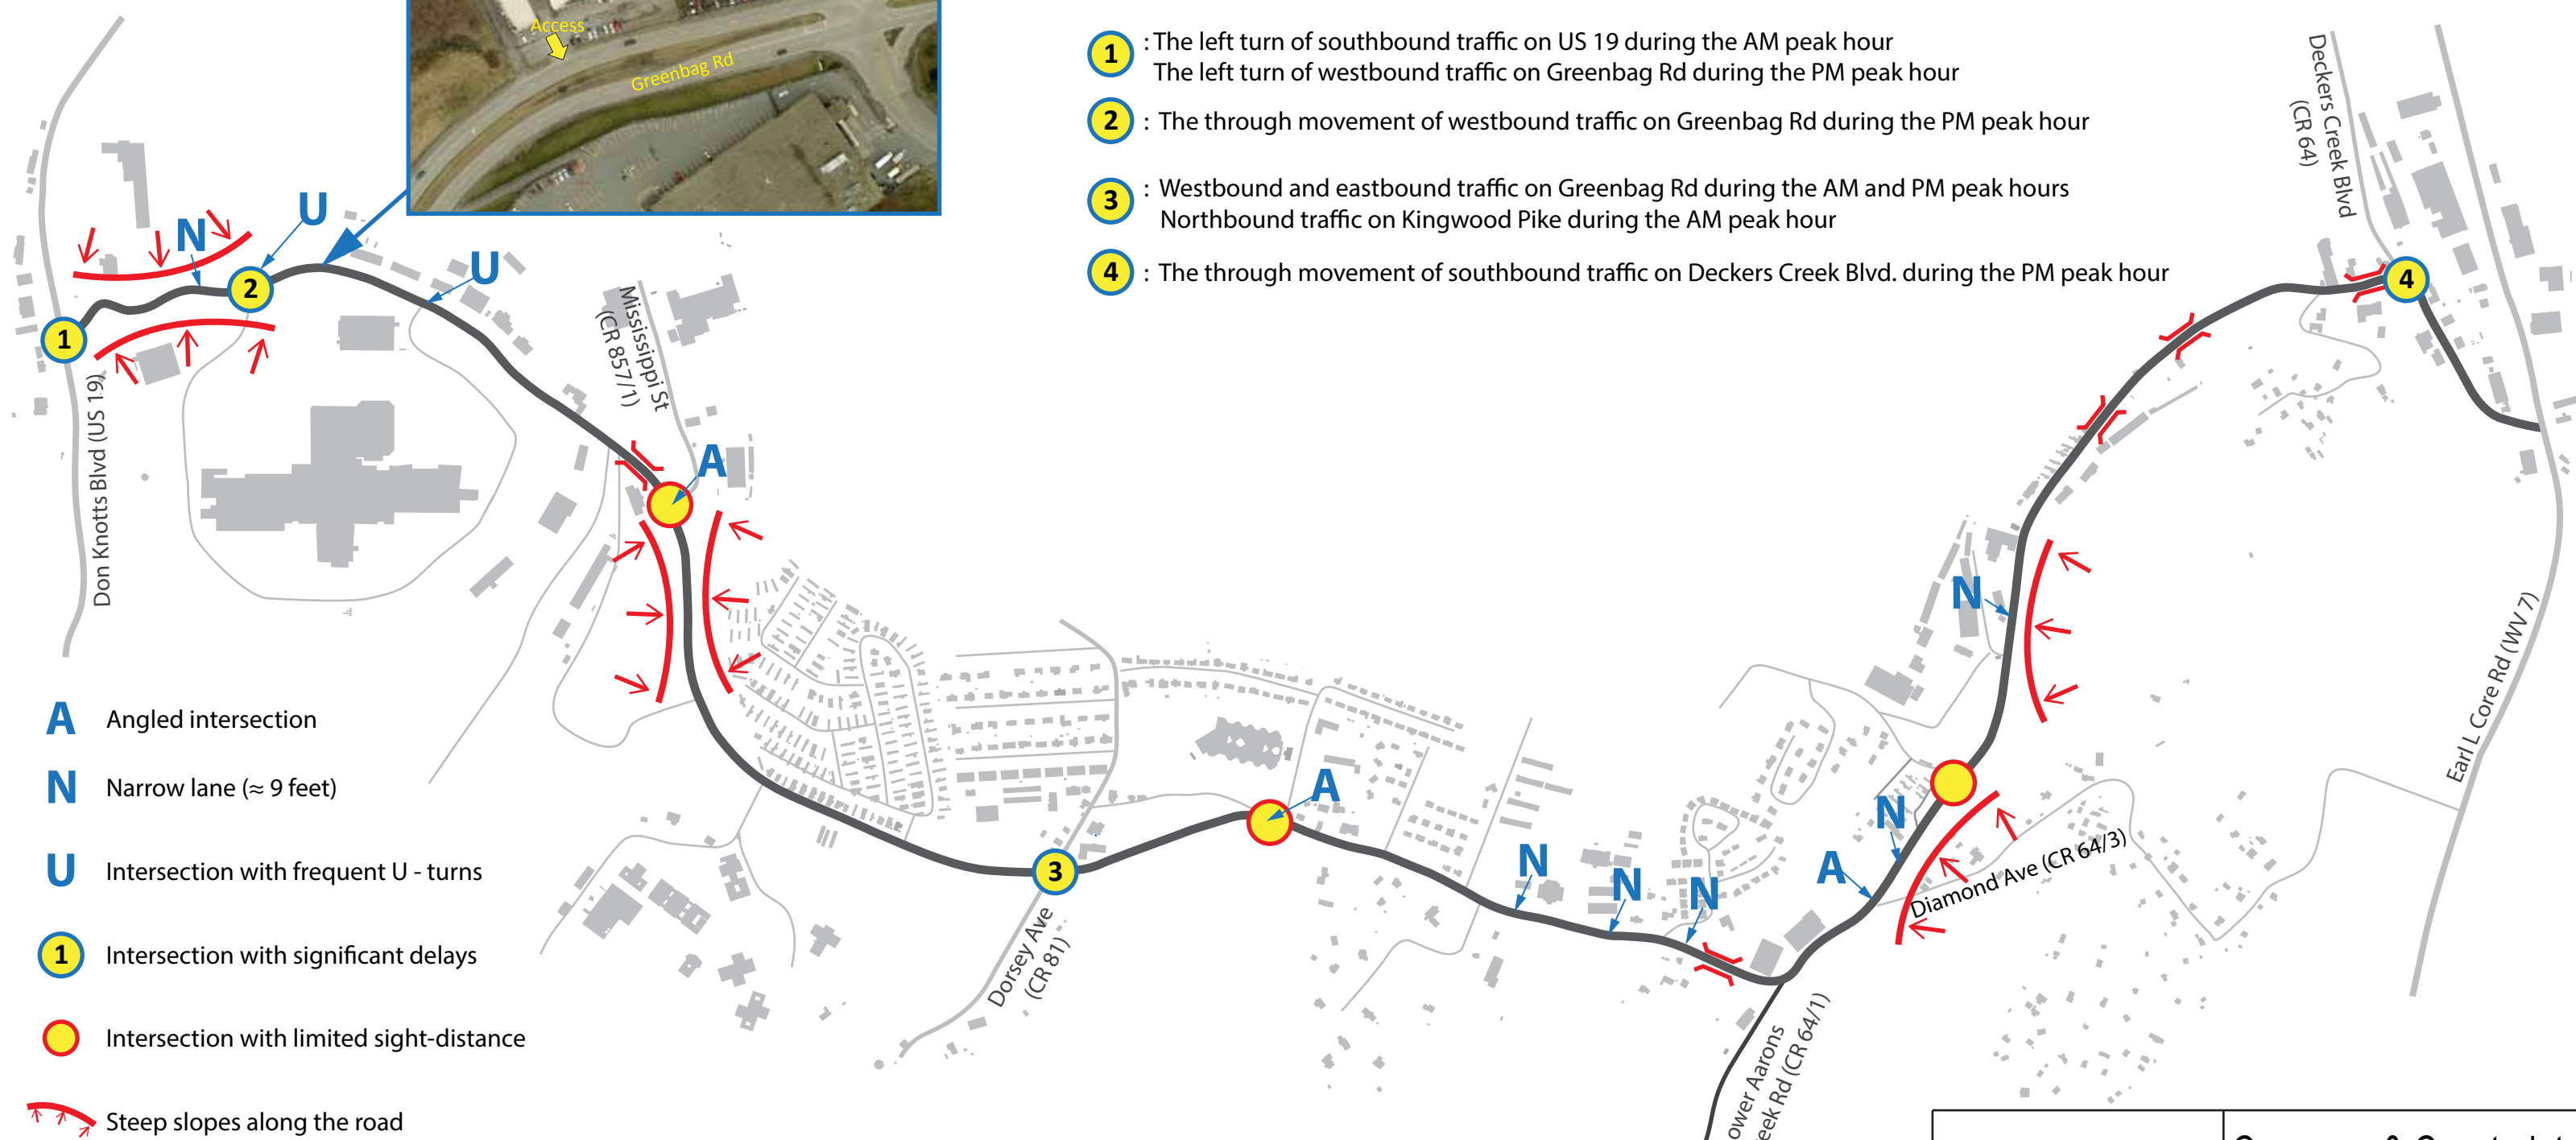 Access
Greenbag Rd
1 : The left turn of southbound traffic on US 19 during the AM peak hour
The left turn of westbound traffic on Greenbag Rd during the PM peak hour
2 : The through movement of westbound traffic on Greenbag Rd during the PM peak hour
3 : Westbound and eastbound traffic on Greenbag Rd during the AM and PM peak hours
Northbound traffic on Kingwood Pike during the AM peak hour
4 : The through movement of southbound traffic on Deckers Creek Blvd. during the PM peak hour
Deckers Creek Blvd
(CR 64)
N
U
U
2
1
4
Don Knotts Blvd (US 19)
Mississippi St
(CR 857/1)
A
N
Earl L Core Rd (WV 7)
A
3
Dorsey Ave
(CR 81)
N
N
N
A
N
Diamond Ave (CR 64/3)
Aarons
Rd (CR 64/1)
A Angled intersection
N Narrow lane (≈ 9 feet)
U Intersection with frequent U - turns
1 Intersection with significant delays
Intersection with limited sight-distance
Steep slopes along the road